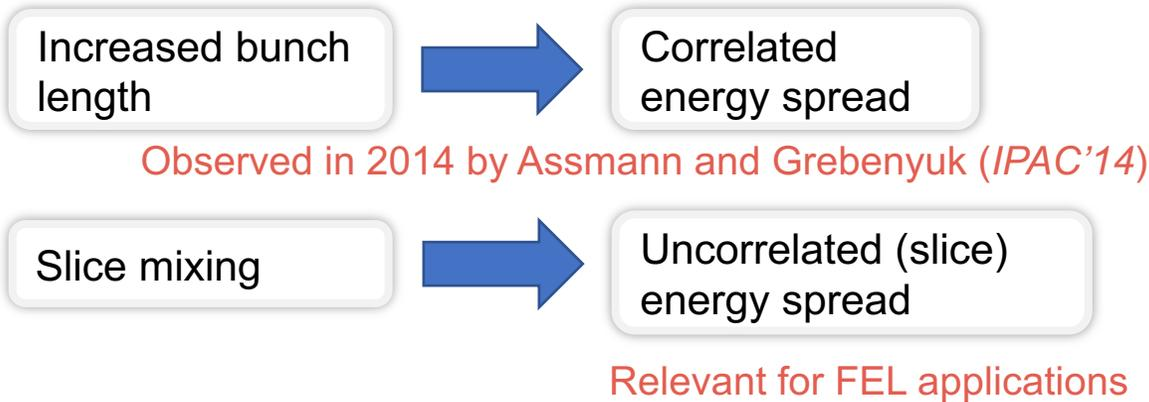 Increased bunch
length
Correlated
energy spread
Observed in 2014 by Assmann and Grebenyuk (IPAC’14)
Slice mixing
Uncorrelated (slice)
energy spread
Relevant for FEL applications